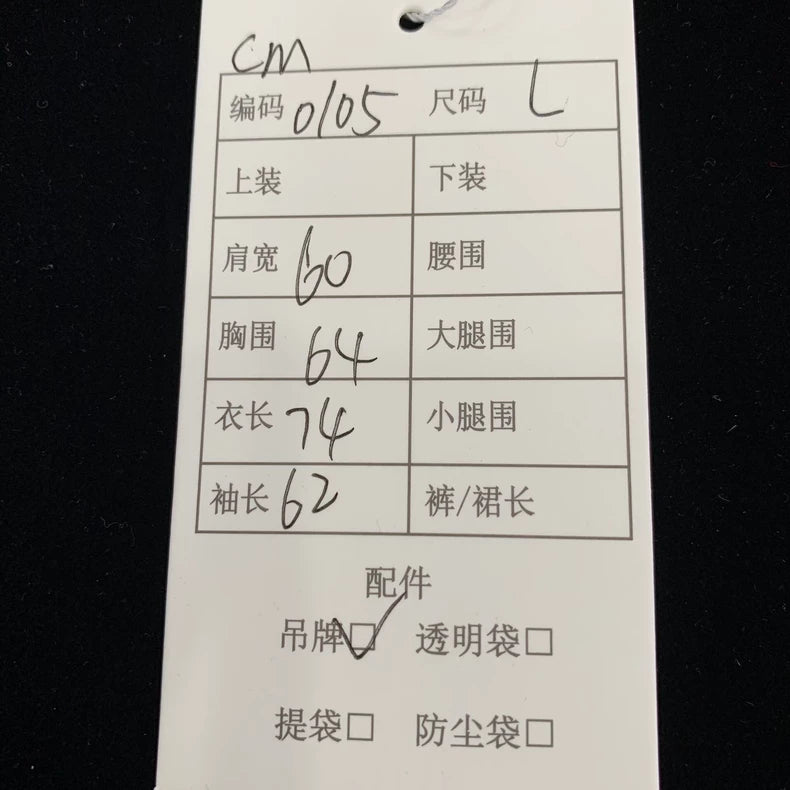 CM
编码 0105 尺码 L
上装 下装
肩宽 60 腰围
胸围 64 大腿围
衣长 74 小腿围
袖长 62 裤/裙长
配件
吊牌☑ 透明袋□
提袋□ 防尘袋□